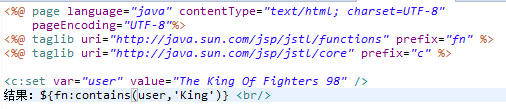 <%@ page language="java" contentType="text/html; charset=UTF-8"
pageEncoding="UTF-8"%>
<%@ taglib uri="http://java.sun.com/jsp/jstl/functions" prefix="fn" %>
<%@ taglib uri="http://java.sun.com/jsp/jstl/core" prefix="c" %>
<c:set var="user" value="The King Of Fighters 98" />
结果：${fn:contains(user,'King')} <br/>